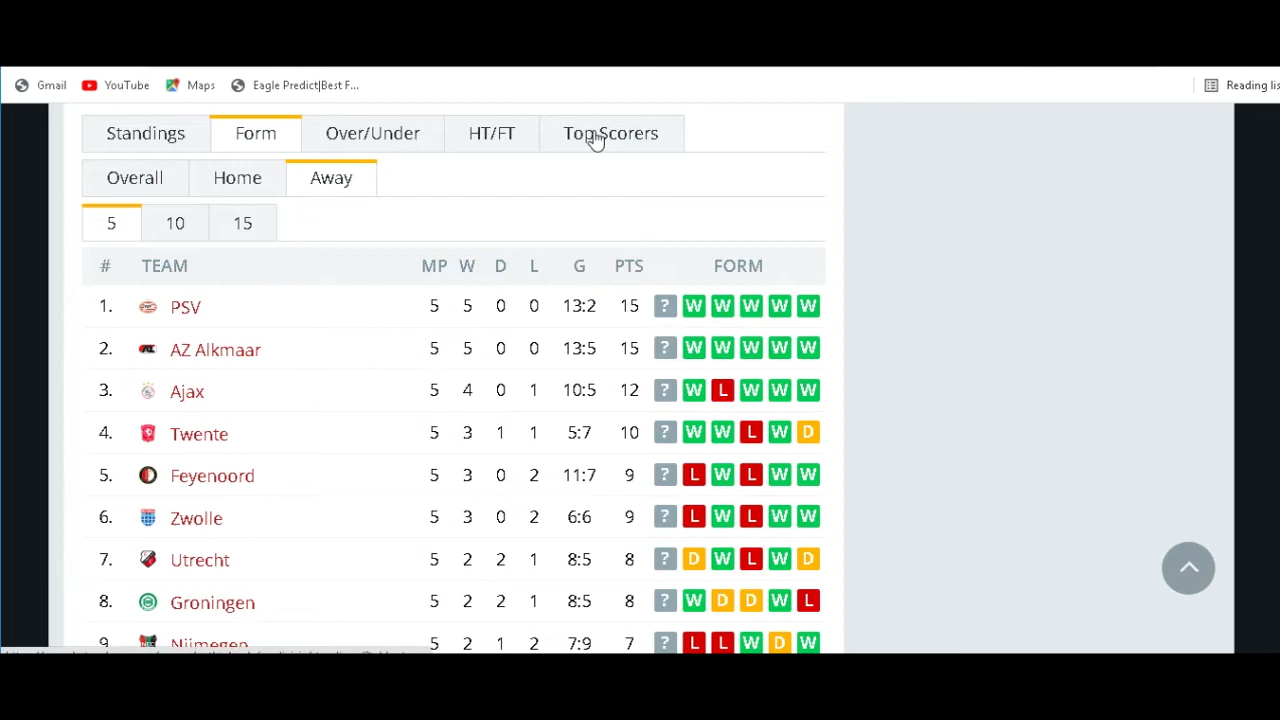 Gmail YouTube Maps Eagle Predict|Best F... Reading lis
Standings Form Over/Under HT/FT Top Scorers
Overall Home Away
5 10 15
# TEAM MP W D L G PTS FORM
1. PSV 5 5 0 0 13:2 15 ? W W W W W
2. AZ Alkmaar 5 5 0 0 13:5 15 ? W W W W W
3. Ajax 5 4 0 1 10:5 12 ? W L W W W
4. Twente 5 3 1 1 5:7 10 ? W W L W D
5. Feyenoord 5 3 0 2 11:7 9 ? L W L W W
6. Zwolle 5 3 0 2 6:6 9 ? L W L W W
7. Utrecht 5 2 2 1 8:5 8 ? D W L W D
8. Groningen 5 2 2 1 8:5 8 ? W D D W L
9. Nijmegen 5 2 1 2 7:9 7 ? L L W D W